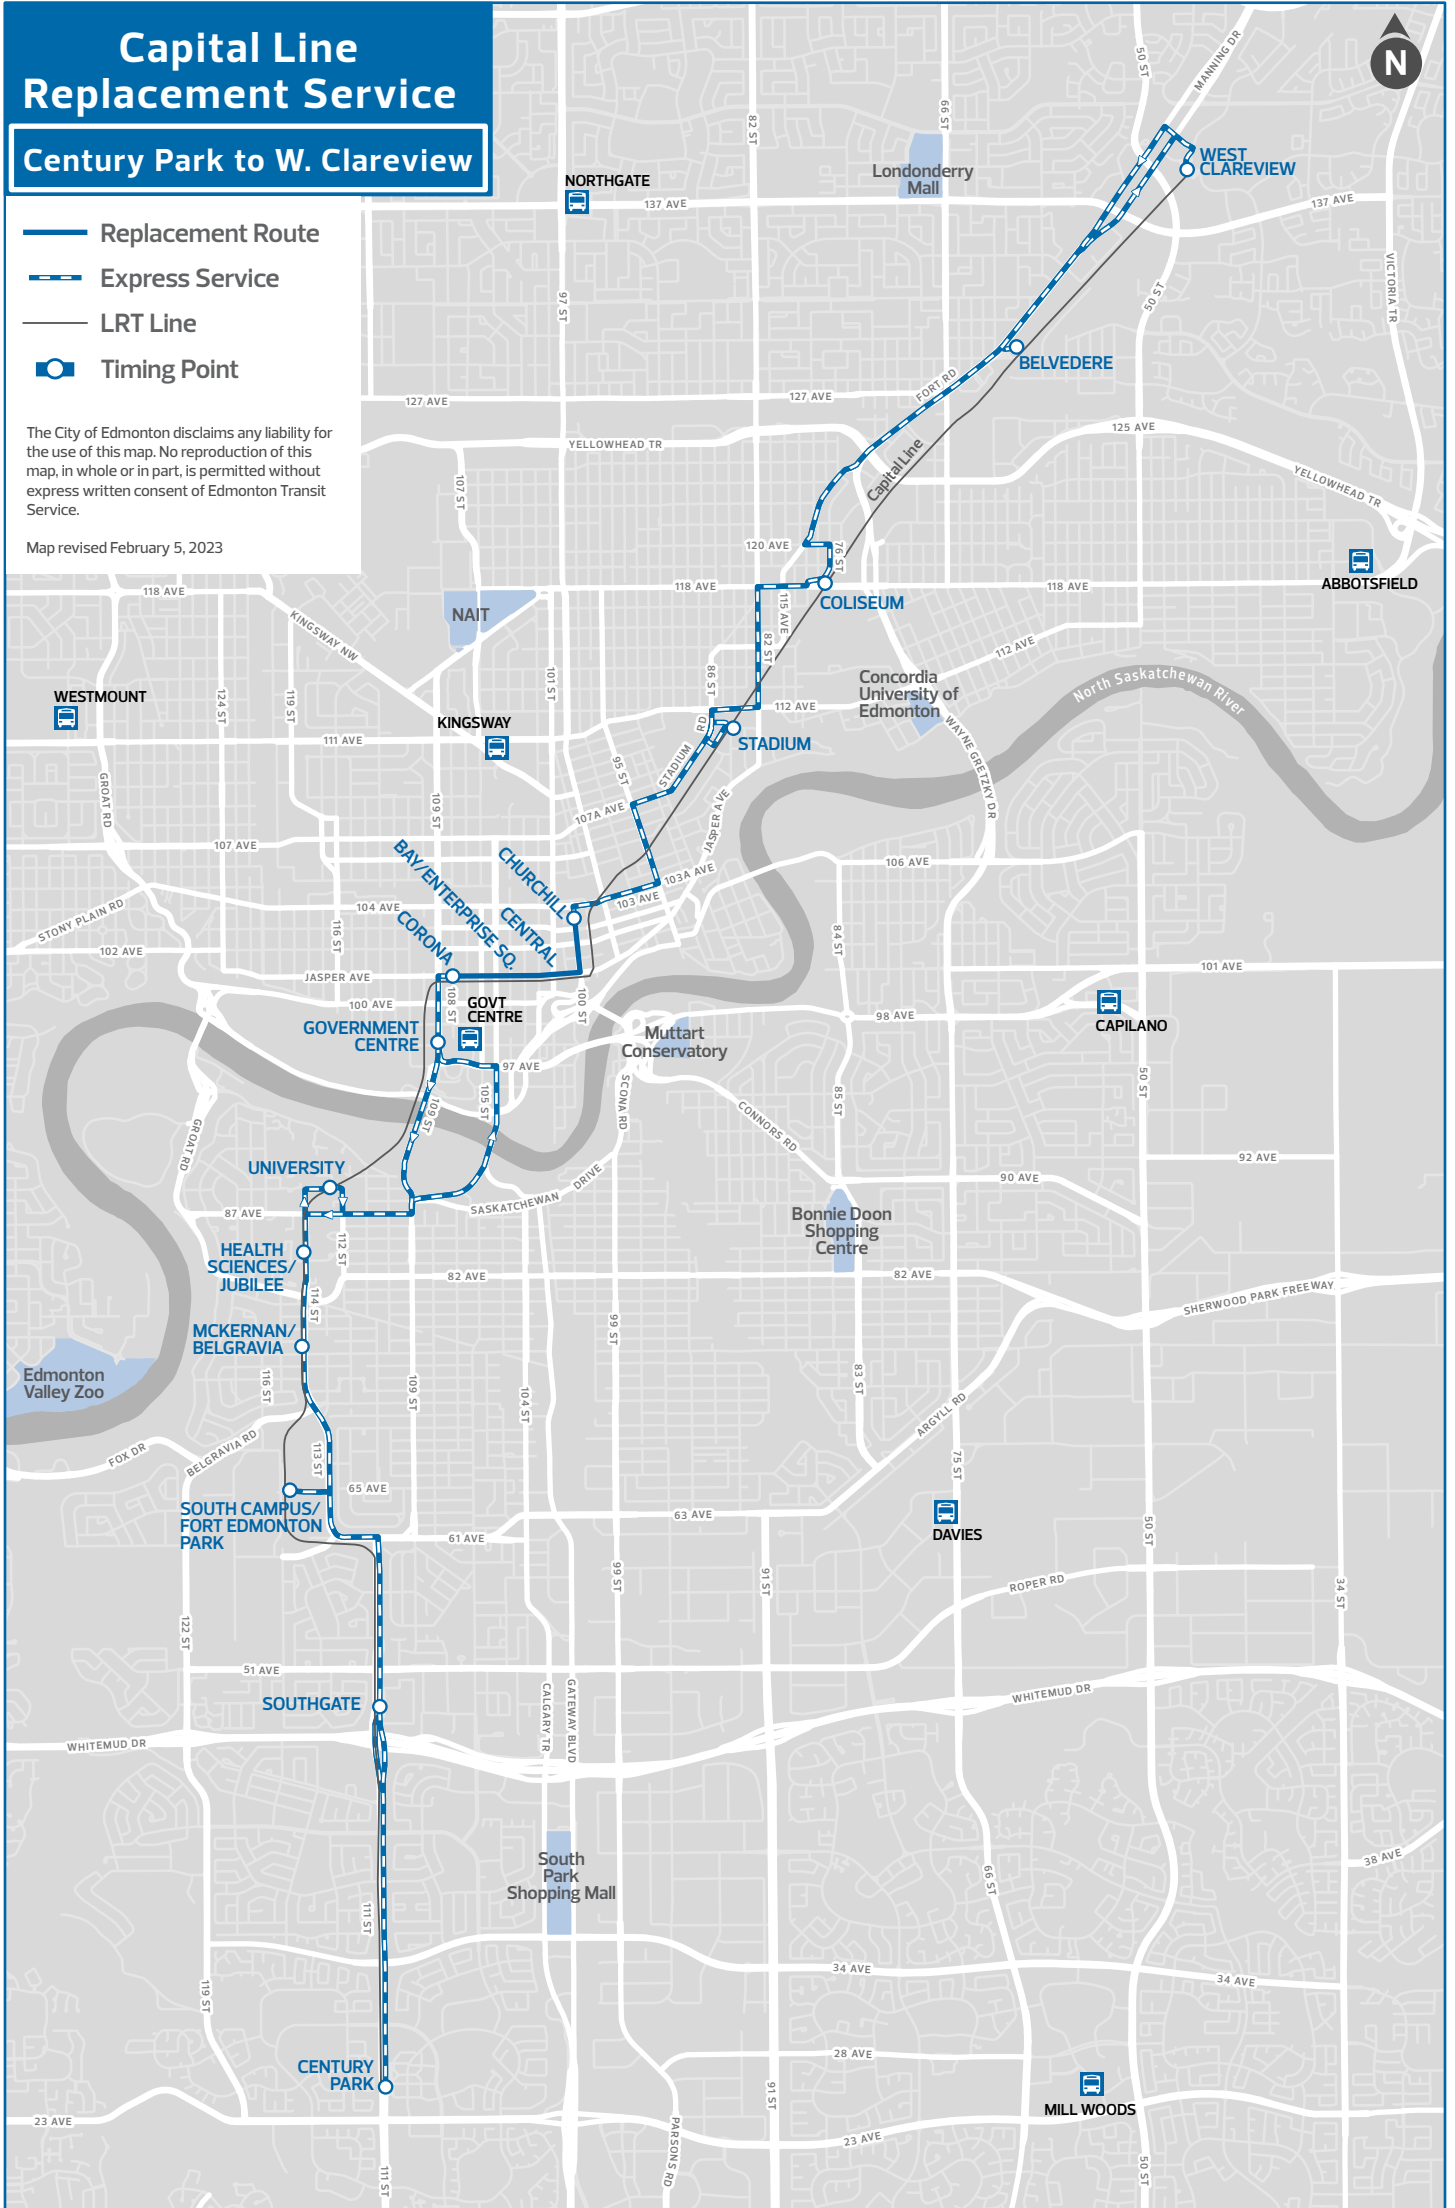 Capital Line
Replacement Service
Century Park to W. Clareview
Replacement Route
Express Service
LRT Line
Timing Point
The City of Edmonton disclaims any liability for
the use of this map. No reproduction of this
map, in whole or in part, is permitted without
express written consent of Edmonton Transit
Service.
Map revised February 5, 2023
N
50 ST
MANNING DR
82 ST
66 ST
WEST
CLAREVIEW
Londonderry
Mall
NORTHGATE
137 AVE
137 AVE
VICTORIA TR
97 ST
50 ST
BELVEDERE
FORT RD
127 AVE
127 AVE
125 AVE
YELLOWHEAD TR
Capital Line
YELLOWHEAD TR
107 ST
120 AVE
76 ST
ABBOTSFIELD
118 AVE
118 AVE
118 AVE
COLISEUM
NAIT
115 AVE
KINGSWAY NW
82 ST
112 AVE
101 ST
86 ST
Concordia
University of
Edmonton
North Saskatchewan River
WESTMOUNT
124 ST
119 ST
112 AVE
KINGSWAY
STADIUM
STADIUM RD
WAYNE GRETZKY DR
111 AVE
95 ST
GROAT RD
109 ST
107A AVE
JASPER AVE
107 AVE
BAY/ENTERPRISE SQ.
CHURCHILL
106 AVE
103A AVE
103 AVE
104 AVE
CENTRAL
CORONA
STONY PLAIN RD
116 ST
84 ST
102 AVE
JASPER AVE
101 AVE
100 AVE
108 ST
GOVT
CENTRE
100 ST
CAPILANO
98 AVE
GOVERNMENT
CENTRE
Muttart
Conservatory
97 AVE
105 ST
109 ST
SCONA RD
CONNORS RD
85 ST
50 ST
GROAT RD
92 AVE
UNIVERSITY
90 AVE
SASKATCHEWAN DRIVE
87 AVE
Bonnie Doon
Shopping
Centre
HEALTH
SCIENCES/
JUBILEE
112 ST
82 AVE
82 AVE
SHERWOOD PARK FREEWAY
114 ST
MCKERNAN/
BELGRAVIA
99 ST
Edmonton
Valley Zoo
116 ST
109 ST
104 ST
83 ST
ARGYLL RD
FOX DR
BELGRAVIA RD
113 ST
75 ST
65 AVE
SOUTH CAMPUS/
FORT EDMONTON
PARK
63 AVE
61 AVE
DAVIES
50 ST
99 ST
91 ST
ROPER RD
34 ST
122 ST
51 AVE
SOUTHGATE
CALGARY TR
GATEWAY BLVD
WHITEMUD DR
WHITEMUD DR
South
Park
Shopping Mall
38 AVE
66 ST
111 ST
34 AVE
34 AVE
119 ST
28 AVE
CENTURY
PARK
91 ST
MILL WOODS
23 AVE
23 AVE
PARSONS RD
111 ST
50 ST